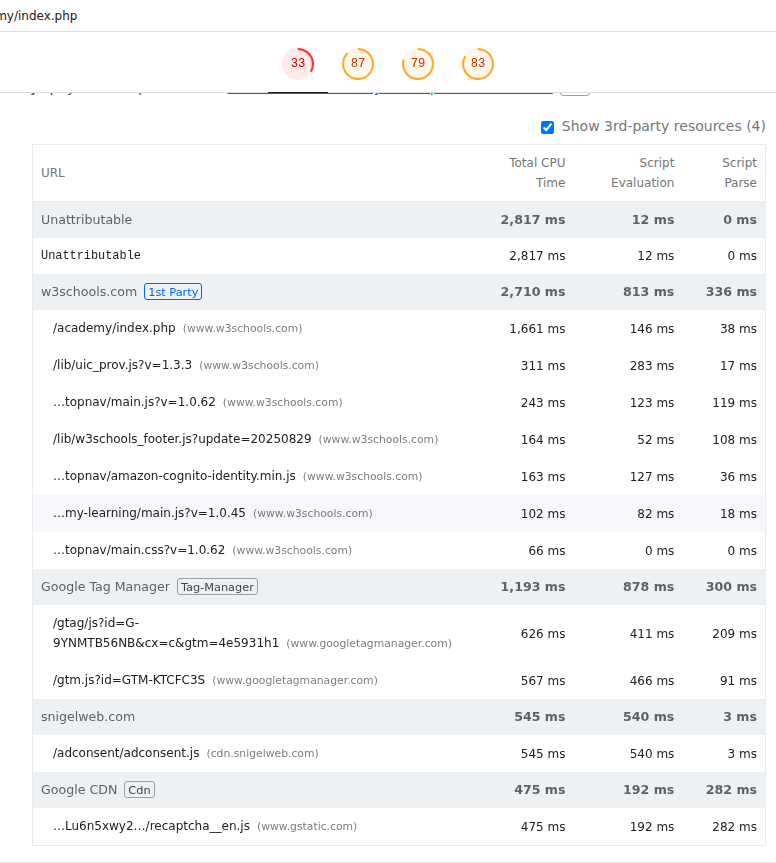 my/index.php
33 87 79 83
Show 3rd-party resources (4)
URL Total CPU Time Script Evaluation Script Parse
Unattributable 2,817 ms 12 ms 0 ms
Unattributable 2,817 ms 12 ms 0 ms
w3schools.com 1st Party 2,710 ms 813 ms 336 ms
/academy/index.php (www.w3schools.com) 1,661 ms 146 ms 38 ms
/lib/uic_prov.js?v=1.3.3 (www.w3schools.com) 311 ms 283 ms 17 ms
…topnav/main.js?v=1.0.62 (www.w3schools.com) 243 ms 123 ms 119 ms
/lib/w3schools_footer.js?update=20250829 (www.w3schools.com) 164 ms 52 ms 108 ms
…topnav/amazon-cognito-identity.min.js (www.w3schools.com) 163 ms 127 ms 36 ms
…my-learning/main.js?v=1.0.45 (www.w3schools.com) 102 ms 82 ms 18 ms
…topnav/main.css?v=1.0.62 (www.w3schools.com) 66 ms 0 ms 0 ms
Google Tag Manager Tag-Manager 1,193 ms 878 ms 300 ms
/gtag/js?id=G-
9YNMTB56NB&cx=c&gtm=4e5931h1 (www.googletagmanager.com) 626 ms 411 ms 209 ms
/gtm.js?id=GTM-KTCFC3S (www.googletagmanager.com) 567 ms 466 ms 91 ms
snigelweb.com 545 ms 540 ms 3 ms
/adconsent/adconsent.js (cdn.snigelweb.com) 545 ms 540 ms 3 ms
Google CDN Cdn 475 ms 192 ms 282 ms
…Lu6n5xwy2…/recaptcha__en.js (www.gstatic.com) 475 ms 192 ms 282 ms